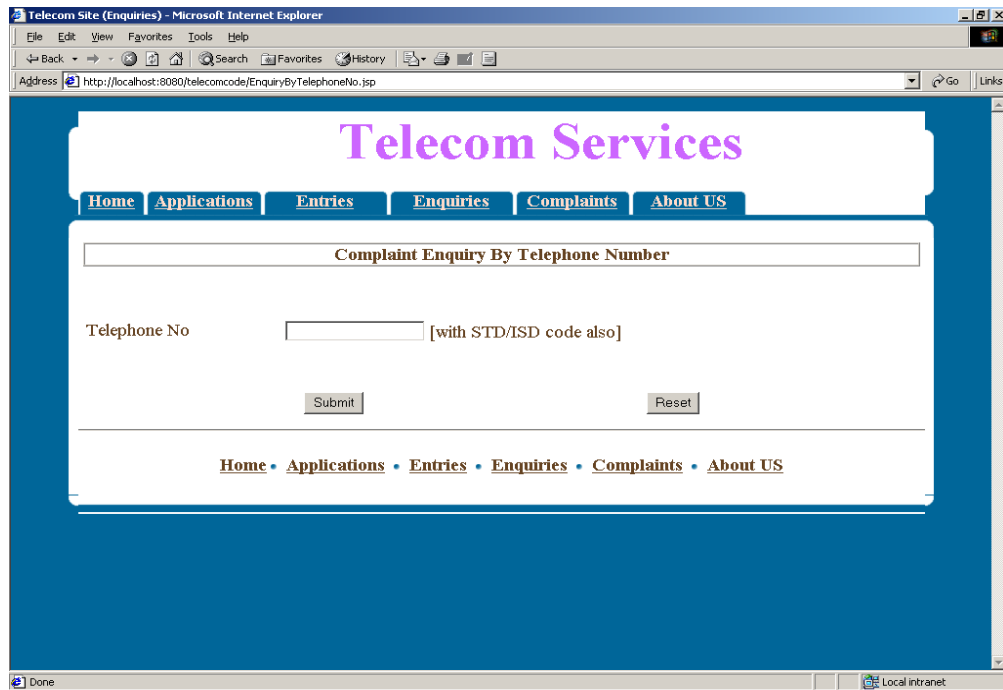 Telecom Site (Enquiries) - Microsoft Internet Explorer
File Edit View Favorites Tools Help
Back Search Favorites History
Address http://localhost:8080/telecomcode/EnquiryByTelephoneNo.jsp Go Links
Telecom Services
Home Applications Entries Enquiries Complaints About US
Complaint Enquiry By Telephone Number
Telephone No [with STD/ISD code also]
Submit Reset
Home • Applications • Entries • Enquiries • Complaints • About US
Done Local intranet